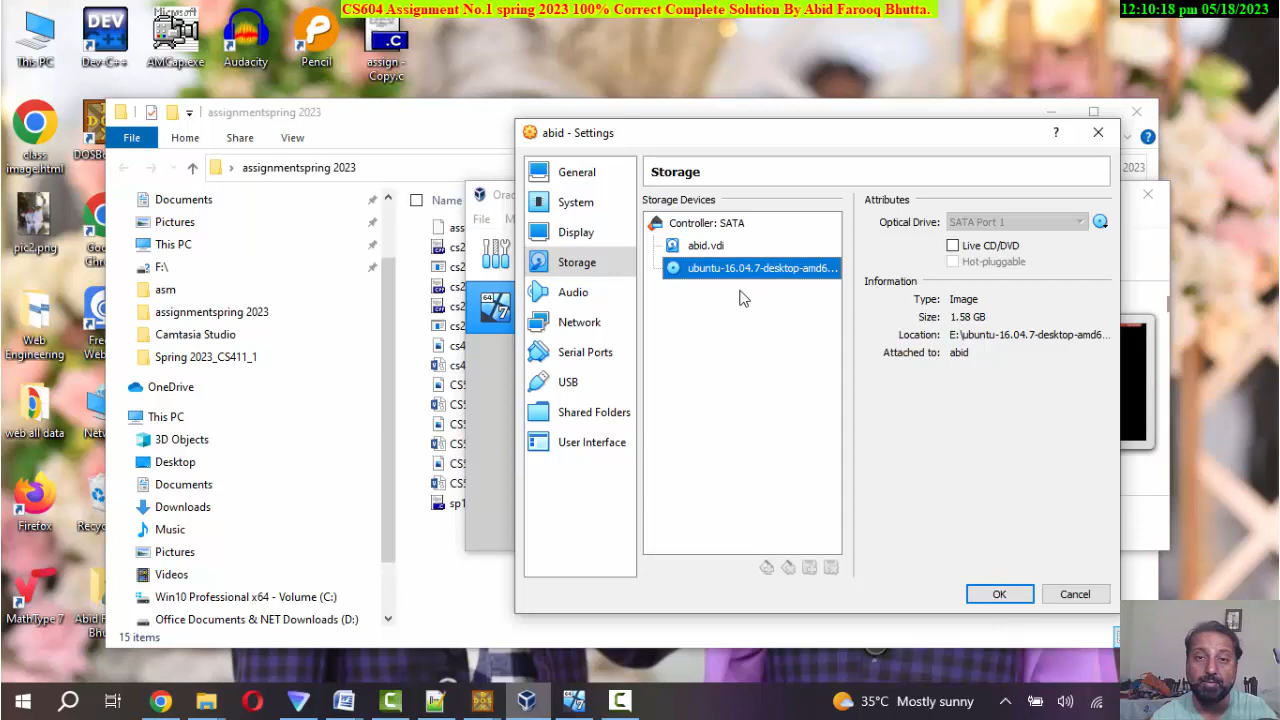 CS604 Assignment No.1 spring 2023 100% Correct Complete Solution By Abid Farooq Bhutta.
12:10:18 pm 05/18/2023
This PC
Dev-C++
AMCap.exe
Audacity
Pencil
assign -
Copy.c
class
image.html
pic2.png
Web
Engineering
web all data
Firefox
MathType 7
assignmentspring 2023
File
Home
Share
View
assignmentspring 2023
2023
Documents
Pictures
This PC
F:\
asm
assignmentspring 2023
Camtasia Studio
Spring 2023_CS411_1
OneDrive
This PC
3D Objects
Desktop
Documents
Downloads
Music
Pictures
Videos
Win10 Professional x64 - Volume (C:)
Office Documents & NET Downloads (D:)
15 items
Name
File
abid - Settings
General
System
Display
Storage
Audio
Network
Serial Ports
USB
Shared Folders
User Interface
Storage
Storage Devices
Controller: SATA
abid.vdi
ubuntu-16.04.7-desktop-amd6...
Attributes
Optical Drive: SATA Port 1
Live CD/DVD
Hot-pluggable
Information
Type: Image
Size: 1.58 GB
Location: E:\ubuntu-16.04.7-desktop-amd6...
Attached to: abid
OK
Cancel
35°C Mostly sunny